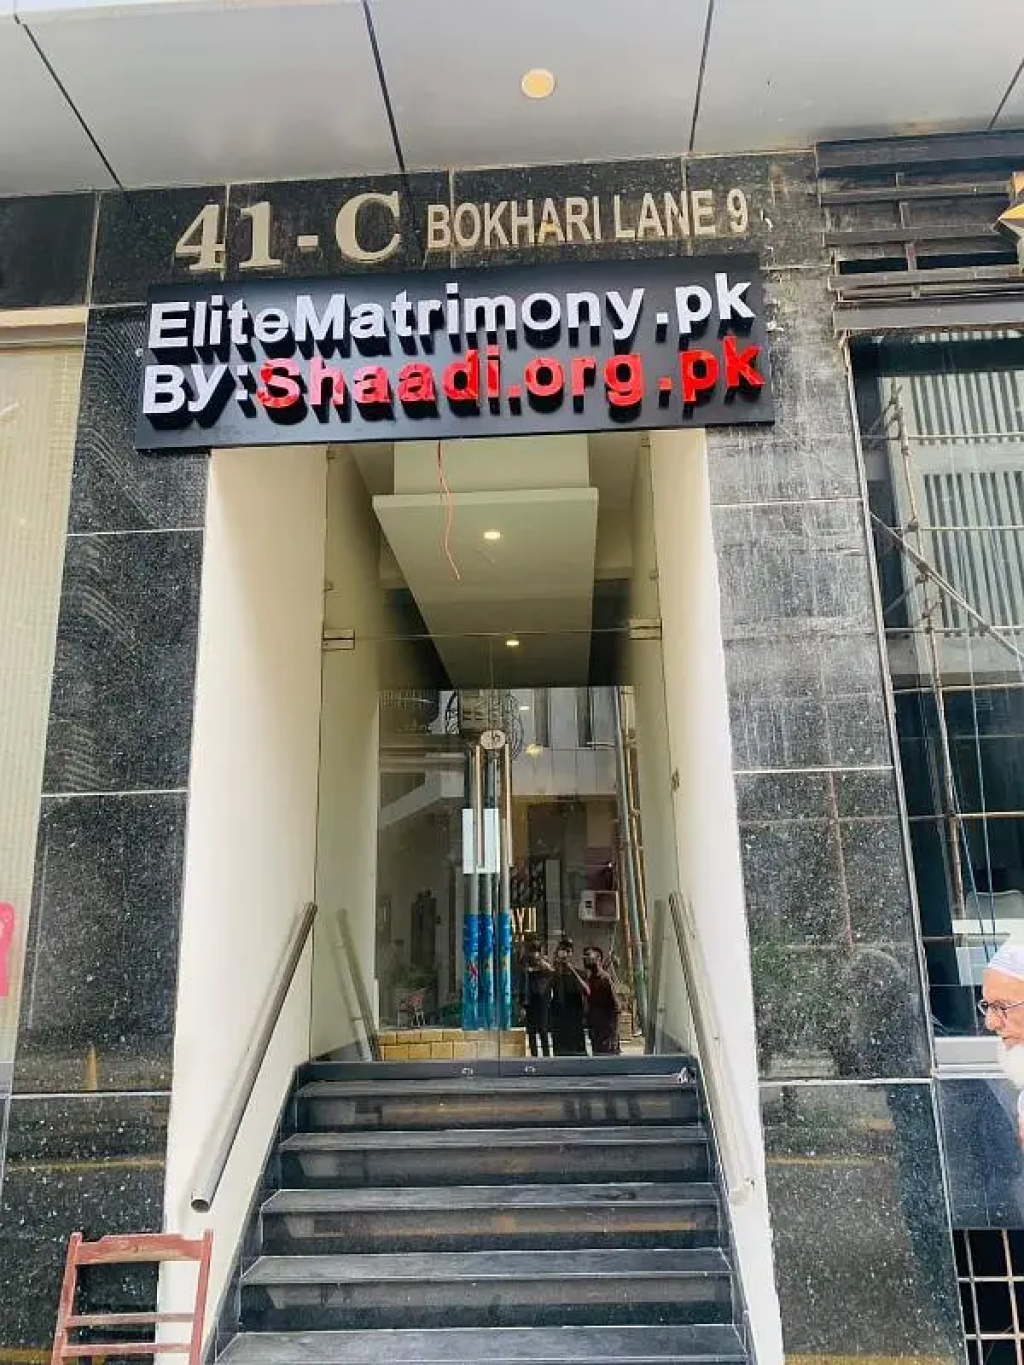 41-C BOKHARI LANE 9
EliteMatrimony.pk
By:Shaadi.org.pk